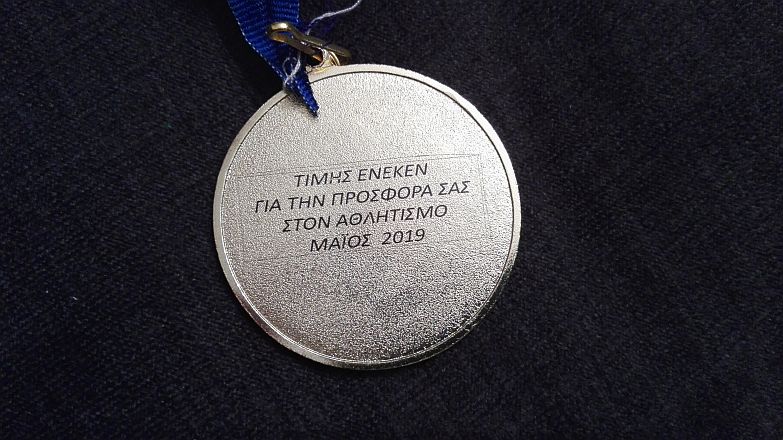 ΤΙΜΗΣ ΕΝΕΚΕΝ
ΓΙΑ ΤΗΝ ΠΡΟΣΦΟΡΑ ΣΑΣ
ΣΤΟΝ ΑΘΛΗΤΙΣΜΟ
ΜΑΪΟΣ 2019